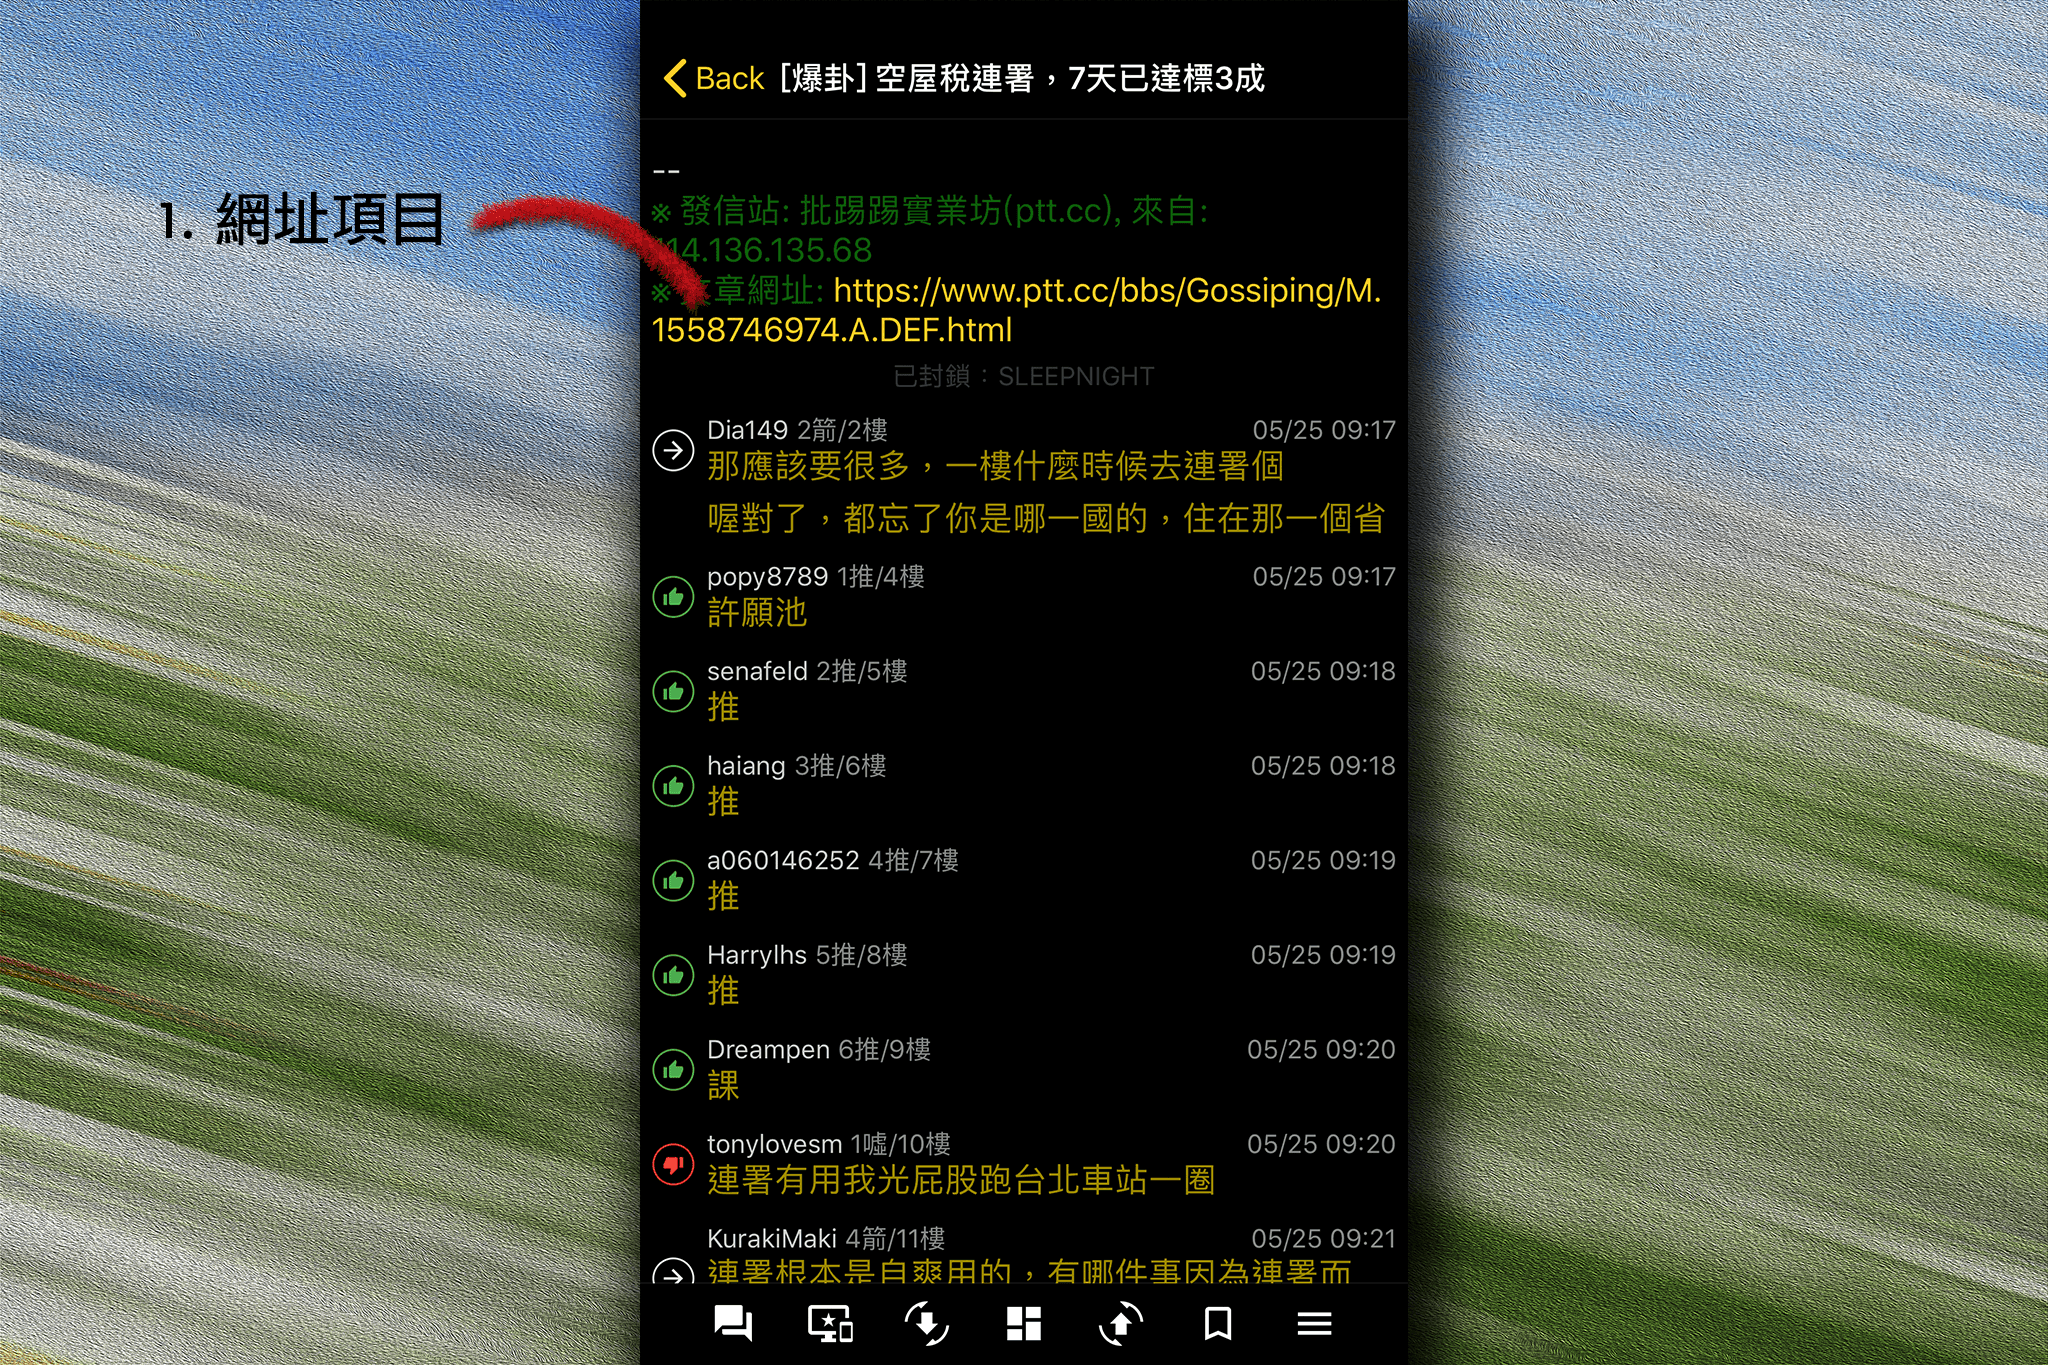 1. 網址項目
Back [爆卦] 空屋稅連署，7天已達標3成
--
※ 發信站: 批踢踢實業坊(ptt.cc), 來自:
14.136.135.68
※ 章網址: https://www.ptt.cc/bbs/Gossiping/M.
1558746974.A.DEF.html
已封鎖：SLEEPNIGHT
Dia149 2箭/2樓 05/25 09:17
那應該要很多，一樓什麼時候去連署個
喔對了，都忘了你是哪一國的，住在那一個省
popy8789 1推/4樓 05/25 09:17
許願池
senafeld 2推/5樓 05/25 09:18
推
haiang 3推/6樓 05/25 09:18
推
a060146252 4推/7樓 05/25 09:19
推
Harrylhs 5推/8樓 05/25 09:19
推
Dreampen 6推/9樓 05/25 09:20
課
tonylovesm 1噓/10樓 05/25 09:20
連署有用我光屁股跑台北車站一圈
KurakiMaki 4箭/11樓 05/25 09:21
連署根本是自爽用的，有哪件事因為連署而